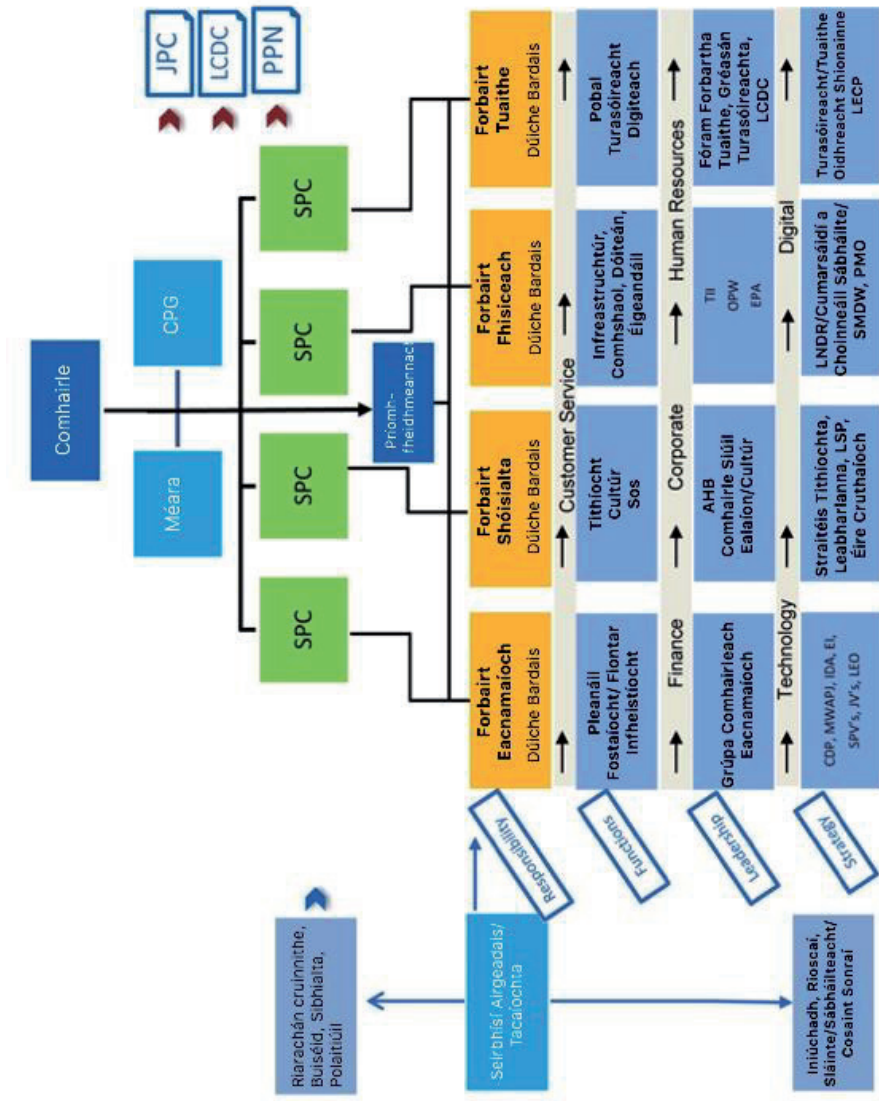 Comhairle
Méara
CPG
JPC
LCDC
PPN
SPC
SPC
SPC
SPC
Príomh-
fheidhmeannach
Riarachán cruinnithe,
Buiséid, Sibhialta,
Polaitiúil
Seirbhísí Airgeadais/
Tacaíochta
Iniúchadh, Rioscaí,
Sláinte/Sábháilteacht/
Cosaint Sonraí
Responsibility
Forbairt
Eacnamaíoch
Dúiche Bardais
Forbairt
Shóisialta
Dúiche Bardais
Forbairt
Fhisiceach
Dúiche Bardais
Forbairt
Tuaithe
Dúiche Bardais
Customer Service
Functions
Pleanáil
Fostaíocht/ Fiontar
Infheistíocht
Tithíocht
Cultúr
Sos
Infreastruchtúr,
Comhshaol, Dóiteán,
Éigeandáil
Pobal
Turasóireacht
Digiteach
Finance
Corporate
Human Resources
Leadership
Grúpa Comhairleach
Eacnamaíoch
AHB
Comhairle Siúil
Ealaíon/Cultúr
TII
OPW
EPA
Fóram Forbartha
Tuaithe, Gréasán
Turasóireachta,
LCDC
Technology
Digital
Strategy
CDP, MWAPJ, IDA, EI,
SPV's, JV's, LEO
Straitéis Tithíochta,
Leabharlanna, LSP,
Éire Cruthaíoch
LNDR/Cumarsáidí a
Choinneáil Sábháilte/
SMDW, PMO
Turasóireacht/Tuaithe
Oidhreacht Shionainne
LECP